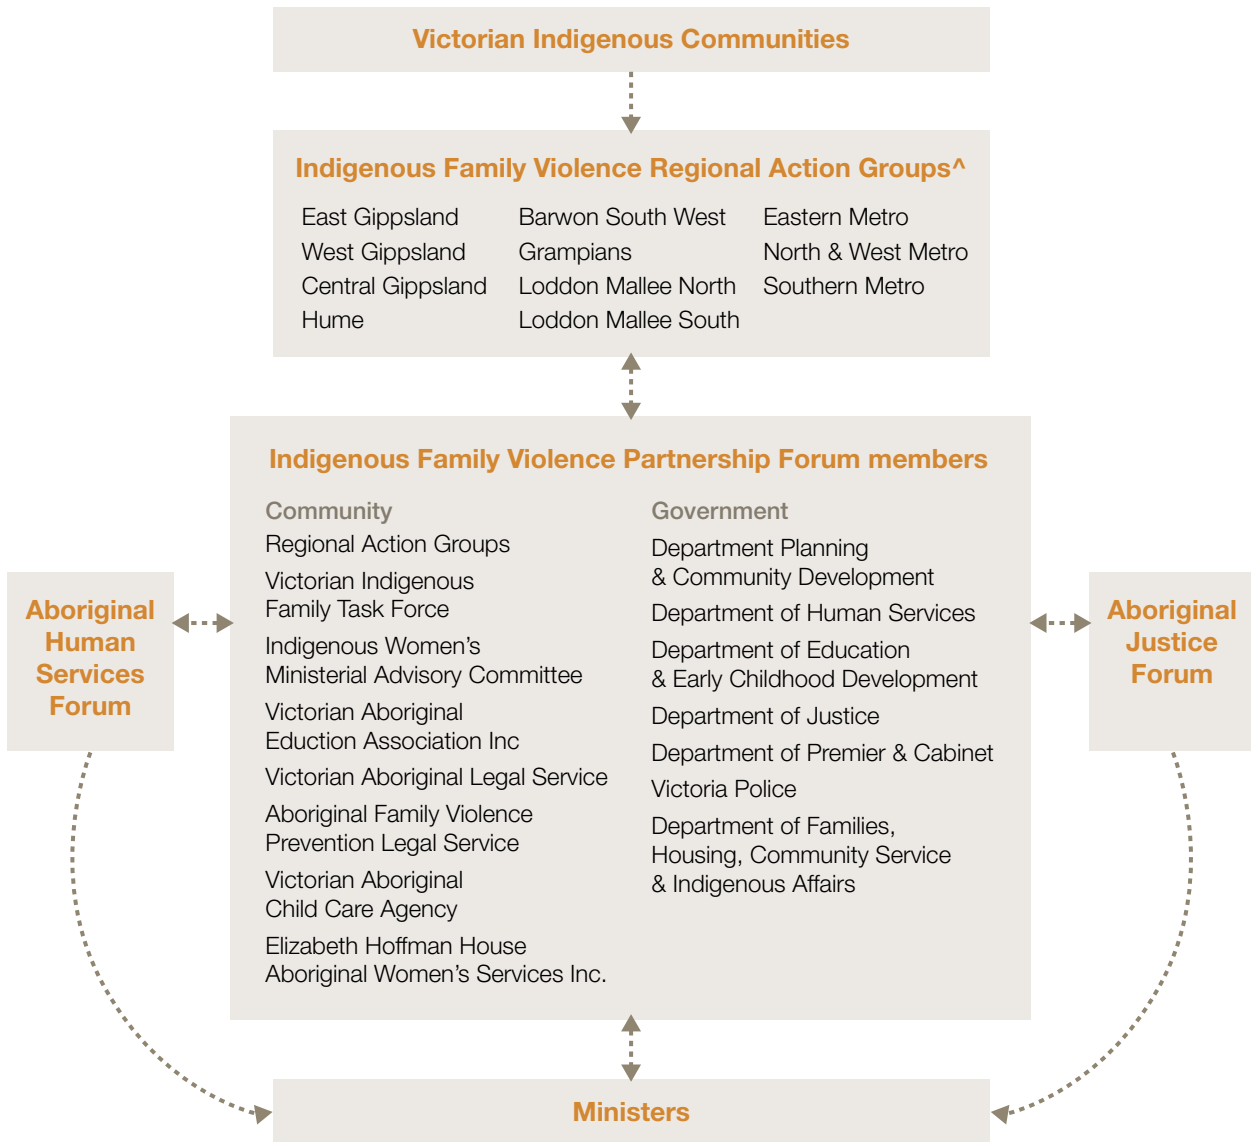 Victorian Indigenous Communities
Indigenous Family Violence Regional Action Groups^
East Gippsland
West Gippsland
Central Gippsland
Hume
Barwon South West
Grampians
Loddon Mallee North
Loddon Mallee South
Eastern Metro
North & West Metro
Southern Metro
Indigenous Family Violence Partnership Forum members
Community
Regional Action Groups
Victorian Indigenous
Family Task Force
Indigenous Women’s
Ministerial Advisory Committee
Victorian Aboriginal
Eduction Association Inc
Victorian Aboriginal Legal Service
Aboriginal Family Violence
Prevention Legal Service
Victorian Aboriginal
Child Care Agency
Elizabeth Hoffman House
Aboriginal Women’s Services Inc.
Government
Department Planning
& Community Development
Department of Human Services
Department of Education
& Early Childhood Development
Department of Justice
Department of Premier & Cabinet
Victoria Police
Department of Families,
Housing, Community Service
& Indigenous Affairs
Aboriginal
Human
Services
Forum
Aboriginal
Justice
Forum
Ministers